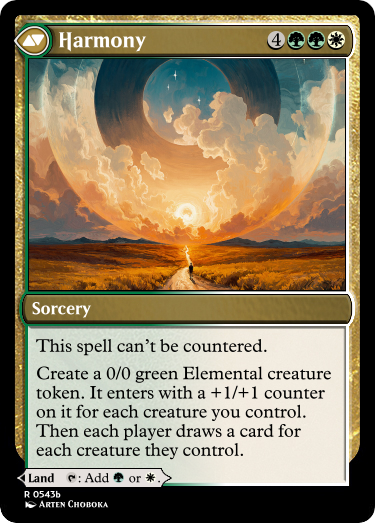 Harmony 4
Sorcery
This spell can't be countered.
Create a 0/0 green Elemental creature
token. It enters with a +1/+1 counter
on it for each creature you control.
Then each player draws a card for
each creature they control.
Land : Add or .
R 0543b
Arten Choboka